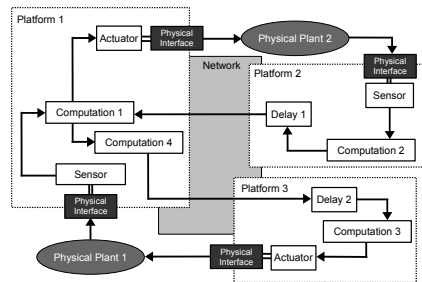 Platform 1
Actuator
Physical
Interface
Physical Plant 2
Network
Physical
Interface
Platform 2
Sensor
Computation 1
Delay 1
Computation 4
Computation 2
Sensor
Physical
Interface
Platform 3
Delay 2
Computation 3
Physical Plant 1
Physical
Interface
Actuator